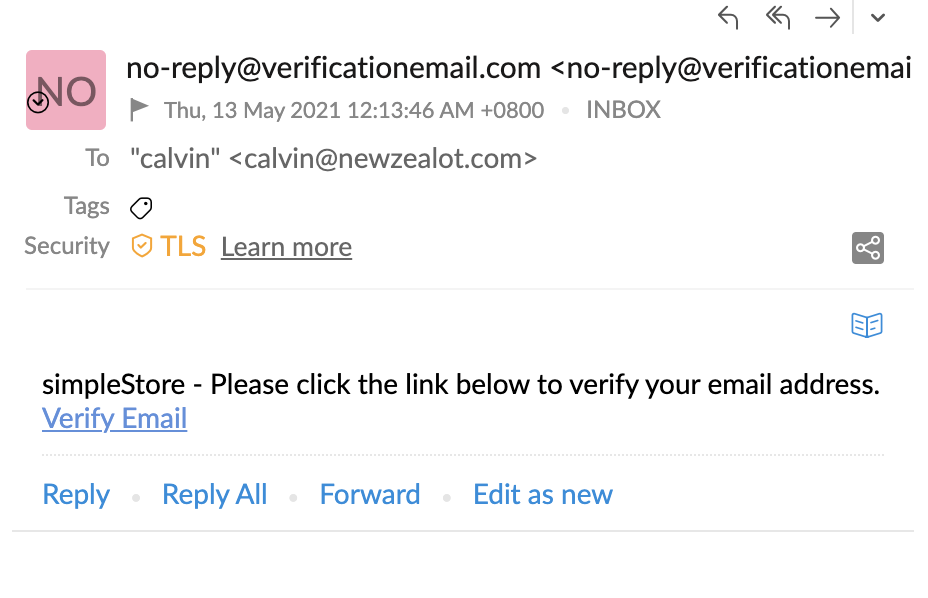 NO
no-reply@verificationemail.com <no-reply@verificationemai
Thu, 13 May 2021 12:13:46 AM +0800 • INBOX
To "calvin" <calvin@newzealot.com>
Tags
Security TLS Learn more
simpleStore - Please click the link below to verify your email address.
Verify Email
Reply • Reply All • Forward • Edit as new